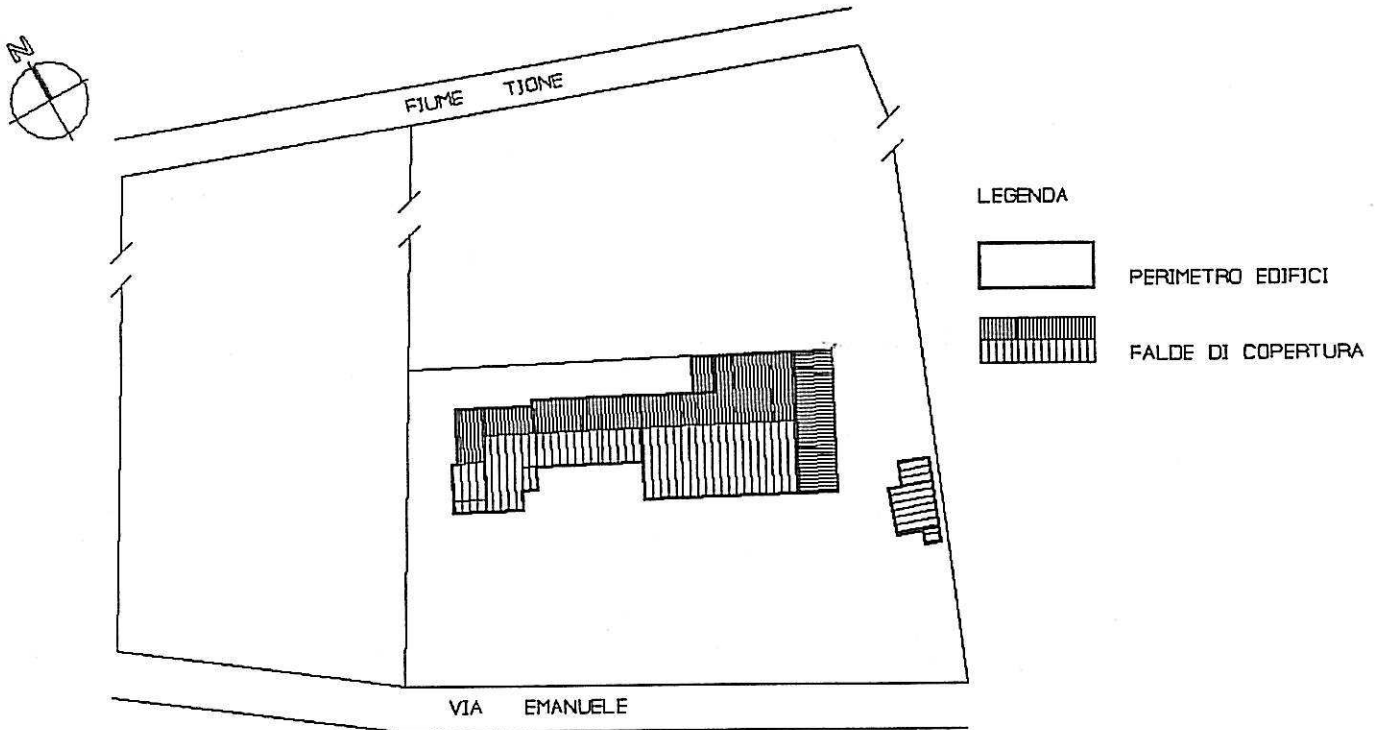 N
FIUME TIONE
LEGENDA
PERIMETRO EDIFICI
FALDE DI COPERTURA
VIA EMANUELE